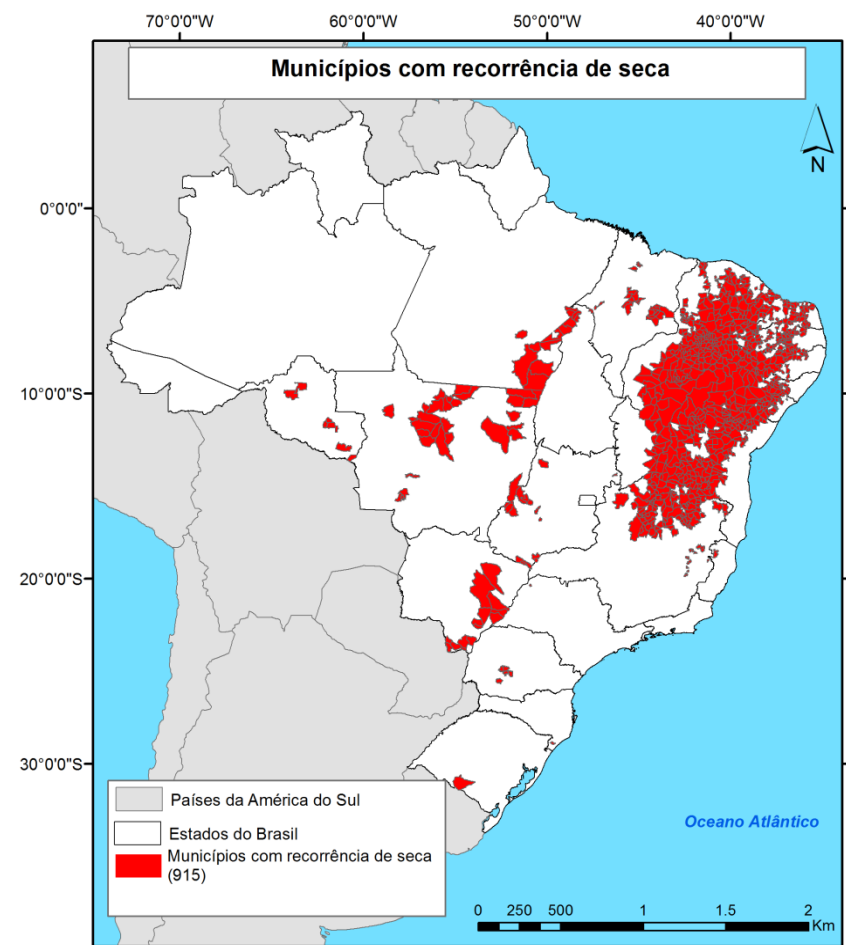 70°0'0"W 60°0'0"W 50°0'0"W 40°0'0"W
Municípios com recorrência de seca
N
0°0'0"
10°0'0"S
20°0'0"S
30°0'0"S
Países da América do Sul
Estados do Brasil
Municípios com recorrência de seca
(915)
Oceano Atlântico
0 250 500 1 1.5 2
Km